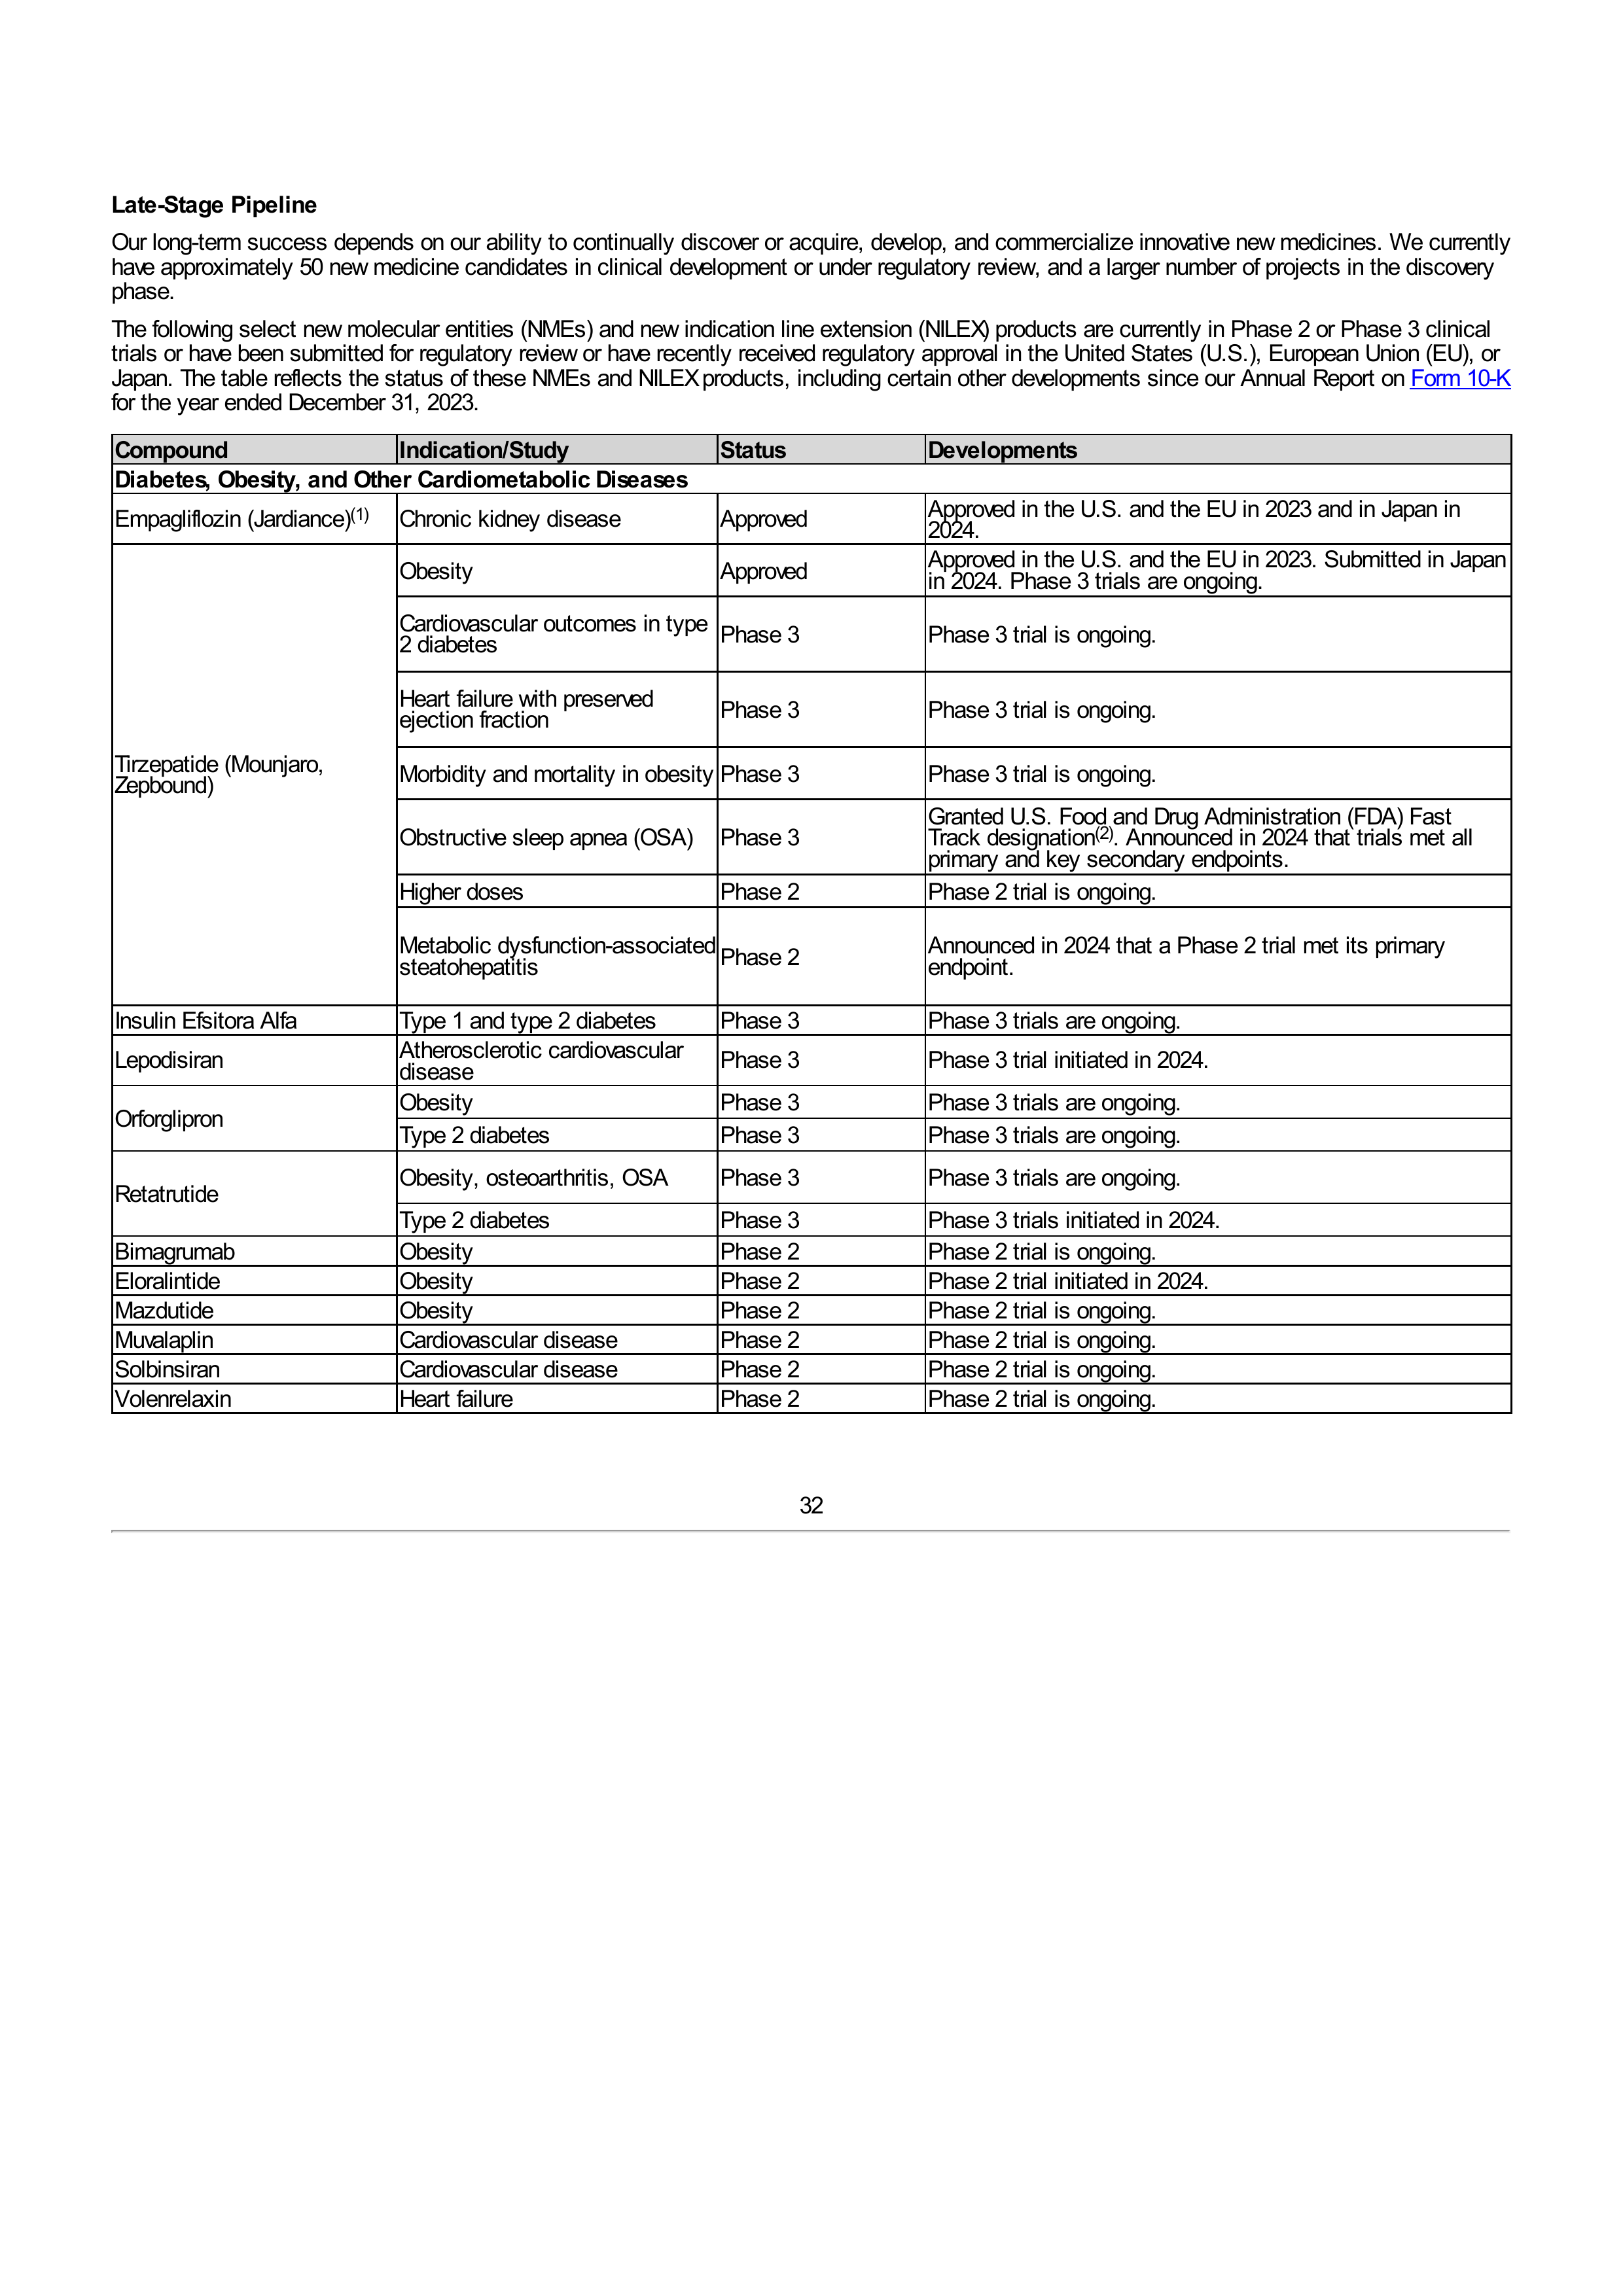 Late-Stage Pipeline
Our long-term success depends on our ability to continually discover or acquire, develop, and commercialize innovative new medicines. We currently
have approximately 50 new medicine candidates in clinical development or under regulatory review, and a larger number of projects in the discovery
phase.
The following select new molecular entities (NMEs) and new indication line extension (NILEX) products are currently in Phase 2 or Phase 3 clinical
trials or have been submitted for regulatory review or have recently received regulatory approval in the United States (U.S.), European Union (EU), or
Japan. The table reflects the status of these NMEs and NILEX products, including certain other developments since our Annual Report on Form 10-K
for the year ended December 31, 2023.
Compound Indication/Study Status Developments
Diabetes, Obesity, and Other Cardiometabolic Diseases
Empagliflozin (Jardiance)(1) Chronic kidney disease Approved Approved in the U.S. and the EU in 2023 and in Japan in
2024.
Tirzepatide (Mounjaro,
Zepbound)
Obesity Approved Approved in the U.S. and the EU in 2023. Submitted in Japan
in 2024. Phase 3 trials are ongoing.
Cardiovascular outcomes in type
2 diabetes
Phase 3 Phase 3 trial is ongoing.
Heart failure with preserved
ejection fraction
Phase 3 Phase 3 trial is ongoing.
Morbidity and mortality in obesity Phase 3 Phase 3 trial is ongoing.
Obstructive sleep apnea (OSA) Phase 3 Granted U.S. Food and Drug Administration (FDA) Fast
Track designation(2). Announced in 2024 that trials met all
primary and key secondary endpoints.
Higher doses Phase 2 Phase 2 trial is ongoing.
Metabolic dysfunction-associated
steatohepatitis
Phase 2 Announced in 2024 that a Phase 2 trial met its primary
endpoint.
Insulin Efsitora Alfa Type 1 and type 2 diabetes Phase 3 Phase 3 trials are ongoing.
Lepodisiran Atherosclerotic cardiovascular
disease
Phase 3 Phase 3 trial initiated in 2024.
Orforglipron
Obesity Phase 3 Phase 3 trials are ongoing.
Type 2 diabetes Phase 3 Phase 3 trials are ongoing.
Retatrutide
Obesity, osteoarthritis, OSA Phase 3 Phase 3 trials are ongoing.
Type 2 diabetes Phase 3 Phase 3 trials initiated in 2024.
Bimagrumab Obesity Phase 2 Phase 2 trial is ongoing.
Eloralintide Obesity Phase 2 Phase 2 trial initiated in 2024.
Mazdutide Obesity Phase 2 Phase 2 trial is ongoing.
Muvalaplin Cardiovascular disease Phase 2 Phase 2 trial is ongoing.
Solbinsiran Cardiovascular disease Phase 2 Phase 2 trial is ongoing.
Volenrelaxin Heart failure Phase 2 Phase 2 trial is ongoing.
32